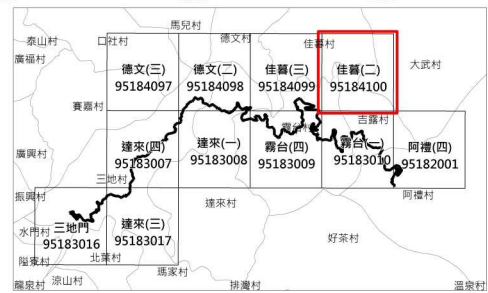 馬兒村
泰山村
口社村
德文村
佳暮村
廣福村
大武村
德文(三)
95184097
德文(二)
95184098
佳暮(三)
95184099
佳暮(二)
95184100
賽嘉村
吉露村
霧台村
廣興村
達來(四)
95183007
達來(一)
95183008
霧台(四)
95183009
95183010
阿禮(四)
95182001
三地村
振興村
達來村
阿禮村
三地門
95183016
達來(三)
95183017
水門村
好茶村
隘寮村
北葉村
瑪家村
龍泉村
涼山村
排灣村
溫泉村